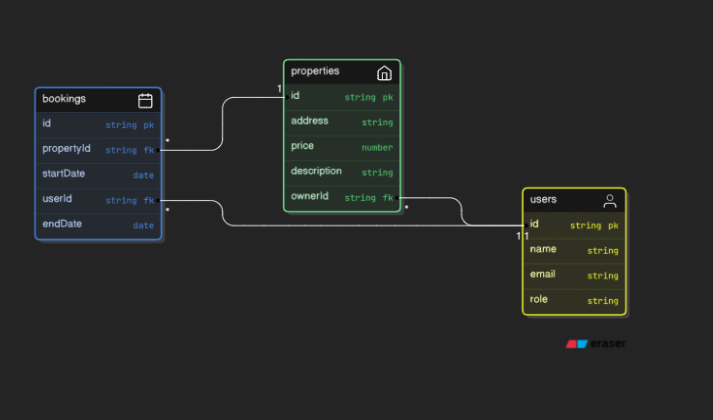 bookings
id string pk
propertyId string fk
startDate date
userId string fk
endDate date
*
*
properties
1
id string pk
address string
price number
description string
ownerId string fk
*
users
id string pk
1 1
name string
email string
role string
eraser